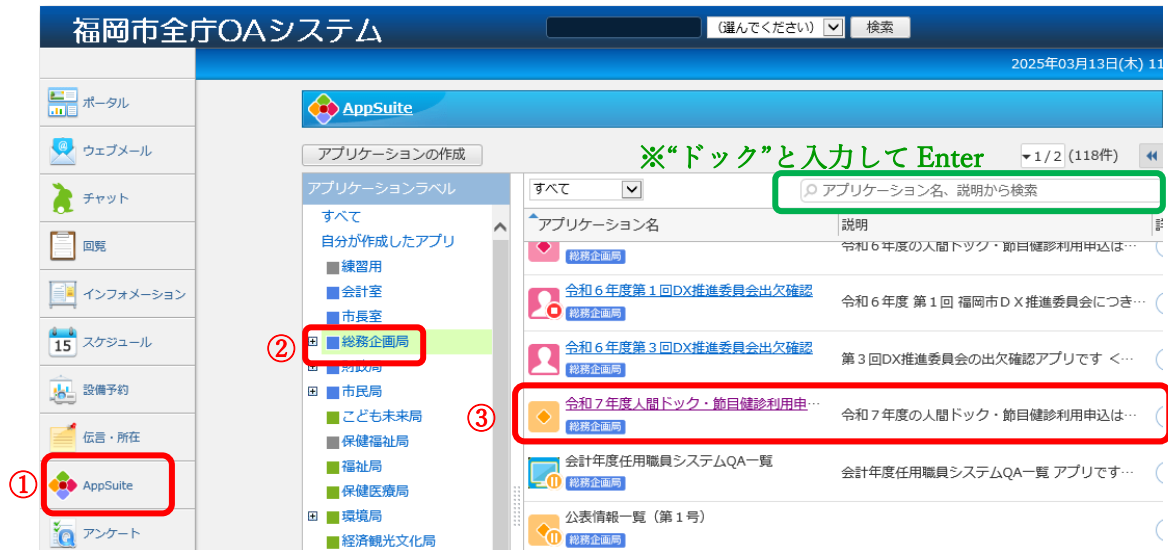 福岡市全庁OAシステム
(選んでください)
検索
2025年03月13日(木) 11
ポータル
ウェブメール
チャット
回覧
インフォメーション
15 スケジュール
設備予約
伝言・所在
① AppSuite
アンケート
AppSuite
アプリケーションの作成
※“ドック”と入力して Enter
1/2 (118件)
アプリケーションラベル
すべて
自分が作成したアプリ
練習用
会計室
市長室
② 総務企画局
財政局
市民局
こども未来局
保健福祉局
福祉局
保健医療局
環境局
経済観光文化局
すべて
アプリケーション名、説明から検索
アプリケーション名
説明
総務企画局
令和6年度の人間ドック・節目健診利用申込は…
令和6年度第1回DX推進委員会出欠確認
総務企画局
令和6年度 第1回 福岡市DX推進委員会につき…
令和6年度第3回DX推進委員会出欠確認
総務企画局
第3回DX推進委員会の出欠確認アプリです <…
③ 令和7年度人間ドック・節目健診利用申…
総務企画局
令和7年度の人間ドック・節目健診利用申込は…
会計年度任用職員システムQA一覧
総務企画局
会計年度任用職員システムQA一覧 アプリです…
公表情報一覧（第1号）
総務企画局